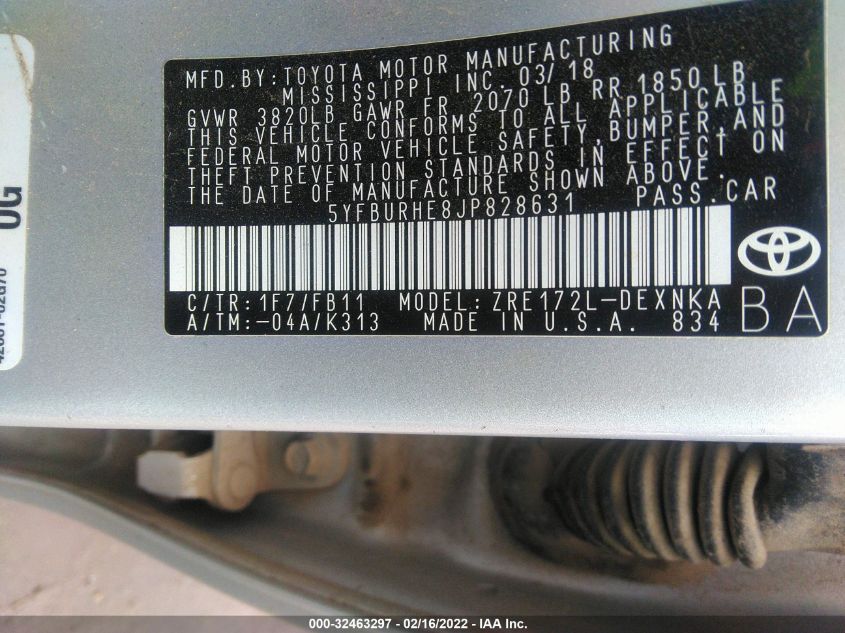 MFD.BY:TOYOTA MOTOR MANUFACTURING
MISSISSIPPI INC. 03/18
GVWR 3820LB GAWR FR 2070 LB RR 1850 LB
THIS VEHICLE CONFORMS TO ALL APPLICABLE
FEDERAL MOTOR VEHICLE SAFETY,BUMPER,AND
THEFT PREVENTION STANDARDS IN EFFECT ON
THE DATE OF MANUFACTURE SHOWN ABOVE.
5YFBURHE8JP828631 PASS.CAR
C/TR: 1F7/FB11 MODEL: ZRE172L-DEXNKA
A/TM:-04A/K313 MADE IN U.S.A. 834
BA
0G
000-32463297 - 02/16/2022 - IAA Inc.